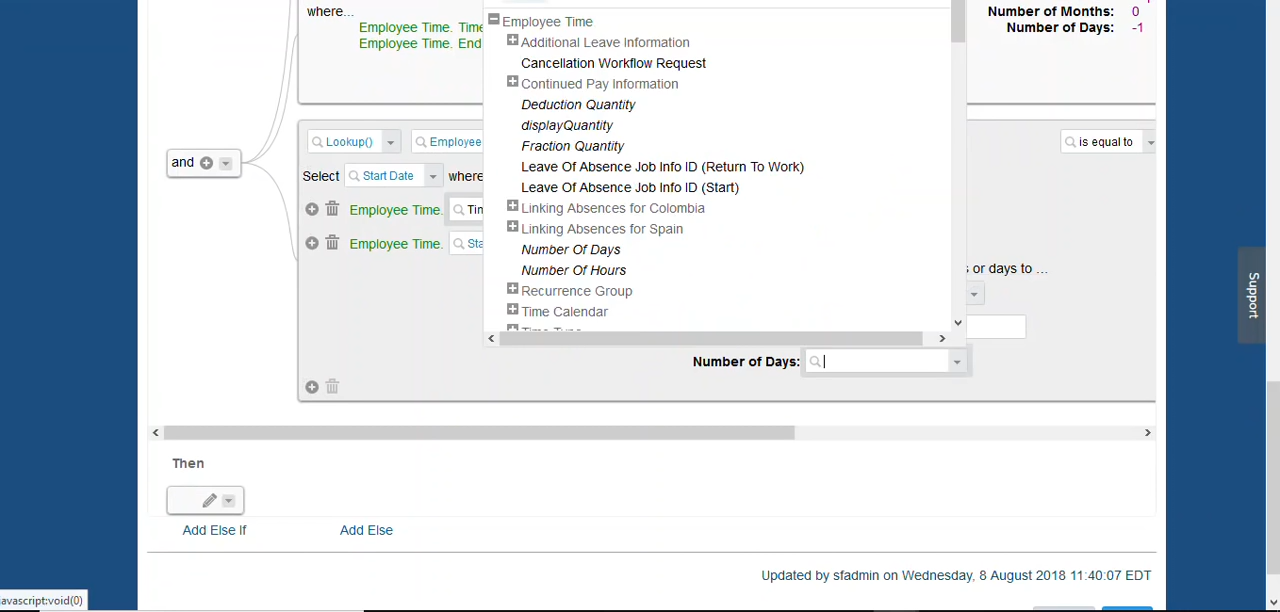 where...
Employee Time. Time
Employee Time. End
Employee Time
Additional Leave Information
Cancellation Workflow Request
Continued Pay Information
Deduction Quantity
displayQuantity
Fraction Quantity
Leave Of Absence Job Info ID (Return To Work)
Leave Of Absence Job Info ID (Start)
Linking Absences for Colombia
Linking Absences for Spain
Number Of Days
Number Of Hours
Recurrence Group
Time Calendar
Number of Months: 0
Number of Days: -1
and
Lookup() Employee
is equal to
Select Start Date where
Employee Time. Tim
Employee Time. Sta
s or days to ...
Number of Days:
Then
Add Else If Add Else
Updated by sfadmin on Wednesday, 8 August 2018 11:40:07 EDT
Support
avascript:void(0)